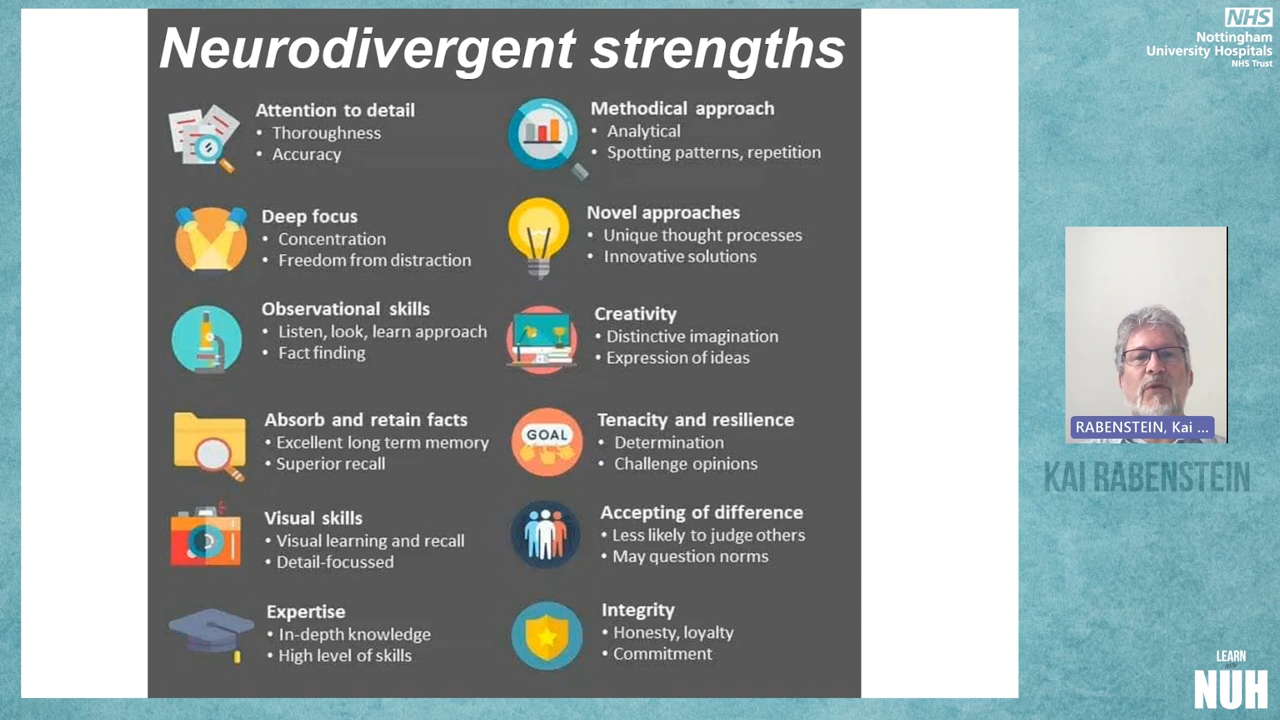 Neurodivergent strengths
Attention to detail
• Thoroughness
• Accuracy
Deep focus
• Concentration
• Freedom from distraction
Observational skills
• Listen, look, learn approach
• Fact finding
Absorb and retain facts
• Excellent long term memory
• Superior recall
Visual skills
• Visual learning and recall
• Detail-focussed
Expertise
• In-depth knowledge
• High level of skills
Methodical approach
• Analytical
• Spotting patterns, repetition
Novel approaches
• Unique thought processes
• Innovative solutions
Creativity
• Distinctive imagination
• Expression of ideas
GOAL
Tenacity and resilience
• Determination
• Challenge opinions
Accepting of difference
• Less likely to judge others
• May question norms
Integrity
• Honesty, loyalty
• Commitment
NHS
Nottingham
University Hospitals
NHS Trust
RABENSTEIN, Kai ...
KAI RABENSTEIN
LEARN
NUH